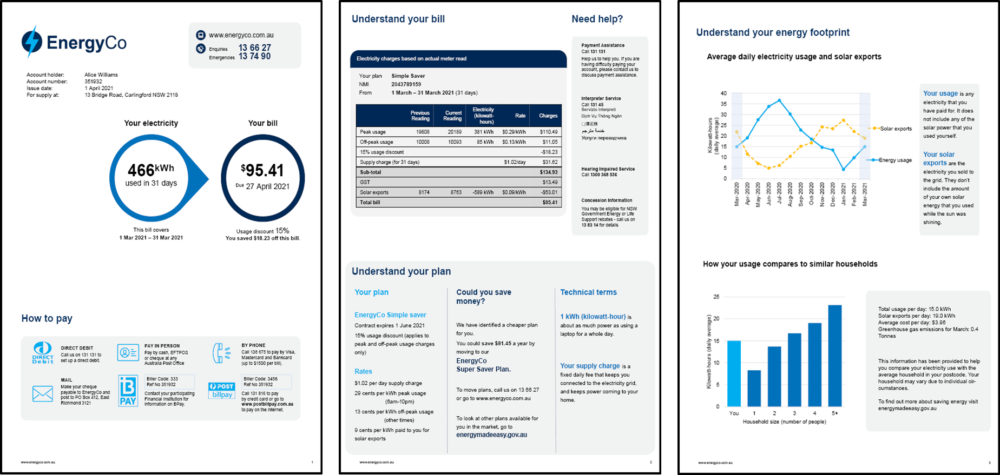 EnergyCo
www.energyco.com.au
Enquiries 13 66 27
Emergencies 13 74 90
Account holder: Alice Williams
Account number: 351932
Issue date: 1 April 2021
For supply at: 13 Bridge Road, Carlingford NSW 2118
Your electricity
466kWh
used in 31 days
This bill covers
1 Mar 2021 – 31 Mar 2021
Your bill
$95.41
Due 27 April 2021
Usage discount 15%
You saved $18.23 off this bill.
How to pay
DIRECT
Debit
DIRECT DEBIT
Call us on 131 131 to
set up a direct debit.
PAY IN PERSON
Pay by cash, EFTPOS
or cheque at any
Australia Post Office
BY PHONE
Call 138 675 to pay by Visa,
Mastercard and Bankcard
(up to $1500 per bill).
MAIL
Make your cheque
payable to EnergyCo and
post to PO Box 412, East
Richmond 3121
B
PAY
Biller Code: 333
Ref No 351932
Contact your participating
Financial Institution for
Information on BPay.
POST
billpay
Biller Code: 3456
Ref No 351932
Call 131 816 to pay
by credit card or go to
www.postbillpay.com.au
to pay on the internet.
www.energyco.com.au 1
Understand your bill
Electricity charges based on actual meter read
Your plan Simple Saver
NMI 2043789159
From 1 March – 31 March 2021 (31 days)
Previous Reading Current Reading Electricity (kilowatt-hours) Rate Charges
Peak usage 19808 20189 381 kWh $0.29/kWh $110.49
Off-peak usage 10008 10093 85 kWh $0.13/kWh $11.05
15% usage discount -$18.23
Supply charge (for 31 days) $1.02/day $31.62
Sub-total $134.93
GST $13.49
Solar exports 8174 8763 -589 kWh $0.09/kWh -$53.01
Total bill $95.41
Need help?
Payment Assistance
Call 131 131
Help us to help you. If you are
having difficulty paying your
account, please contact us to
discuss payment assistance.
Interpreter Service
Call 131 45
Servizio Interpreti
Dịch Vụ Thông Ngôn
خدمة مترجم
Услуги переводчика
Hearing Impaired Service
Call 1300 368 536
Concession Information
You may be eligible for NSW
Government Energy or Life
Support rebates - call us on
13 83 14 for details
Understand your plan
Your plan
EnergyCo Simple saver
Contract expires 1 June 2021
15% usage discount (applies to
peak and off-peak usage charges
only)
Rates
$1.02 per day supply charge
29 cents per kWh peak usage
(6am-10pm)
13 cents per kWh off-peak usage
(other times)
9 cents per kWh paid to you for
solar exports
Could you save
money?
We have identified a cheaper plan
for you.
You could save $81.45 a year by
moving to our
EnergyCo
Super Saver Plan.
To move plans, call us on 13 66 27
or go to www.energyco.com.au
To look at other plans available for
you in the market, go to
energymadeeasy.gov.au
Technical terms
1 kWh (kilowatt-hour) is
about as much power as using a
laptop for a whole day.
Your supply charge is a
fixed daily fee that keeps you
connected to the electricity grid,
and keeps power coming to your
home.
www.energyco.com.au 2
Understand your energy footprint
Average daily electricity usage and solar exports
Kilowatt-hours
(daily average)
40
35
30
25
20
15
10
5
0
Mar-2020
Apr-2020
May-2020
Jun-2020
Jul-2020
Aug-2020
Sep-2020
Oct-2020
Nov-2020
Dec-2020
Jan-2021
Feb-2021
Mar-2021
Solar exports
Energy usage
Your usage is any
electricity that you
have paid for. It does
not include any of the
solar power that you
used yourself.
Your solar
exports are the
electricity you sold to
the grid. They don't
include the amount
of your own solar
energy that you used
while the sun was
shining.
How your usage compares to similar households
Kilowatt-hours (daily average)
25
20
15
10
5
0
You 1 2 3 4 5+
Household size (number of people)
Total usage per day: 15.0 kWh
Solar exports per day: 19.0 kWh
Average cost per day: $3.96
Greenhouse gas emissions for March: 0.4
Tonnes
This information has been provided to help
you compare your electricity use with the
average household in your postcode. Your
household may vary due to individual cir-
cumstances.
To find out more about saving energy visit
energymadeeasy.gov.au
www.energyco.com.au 3